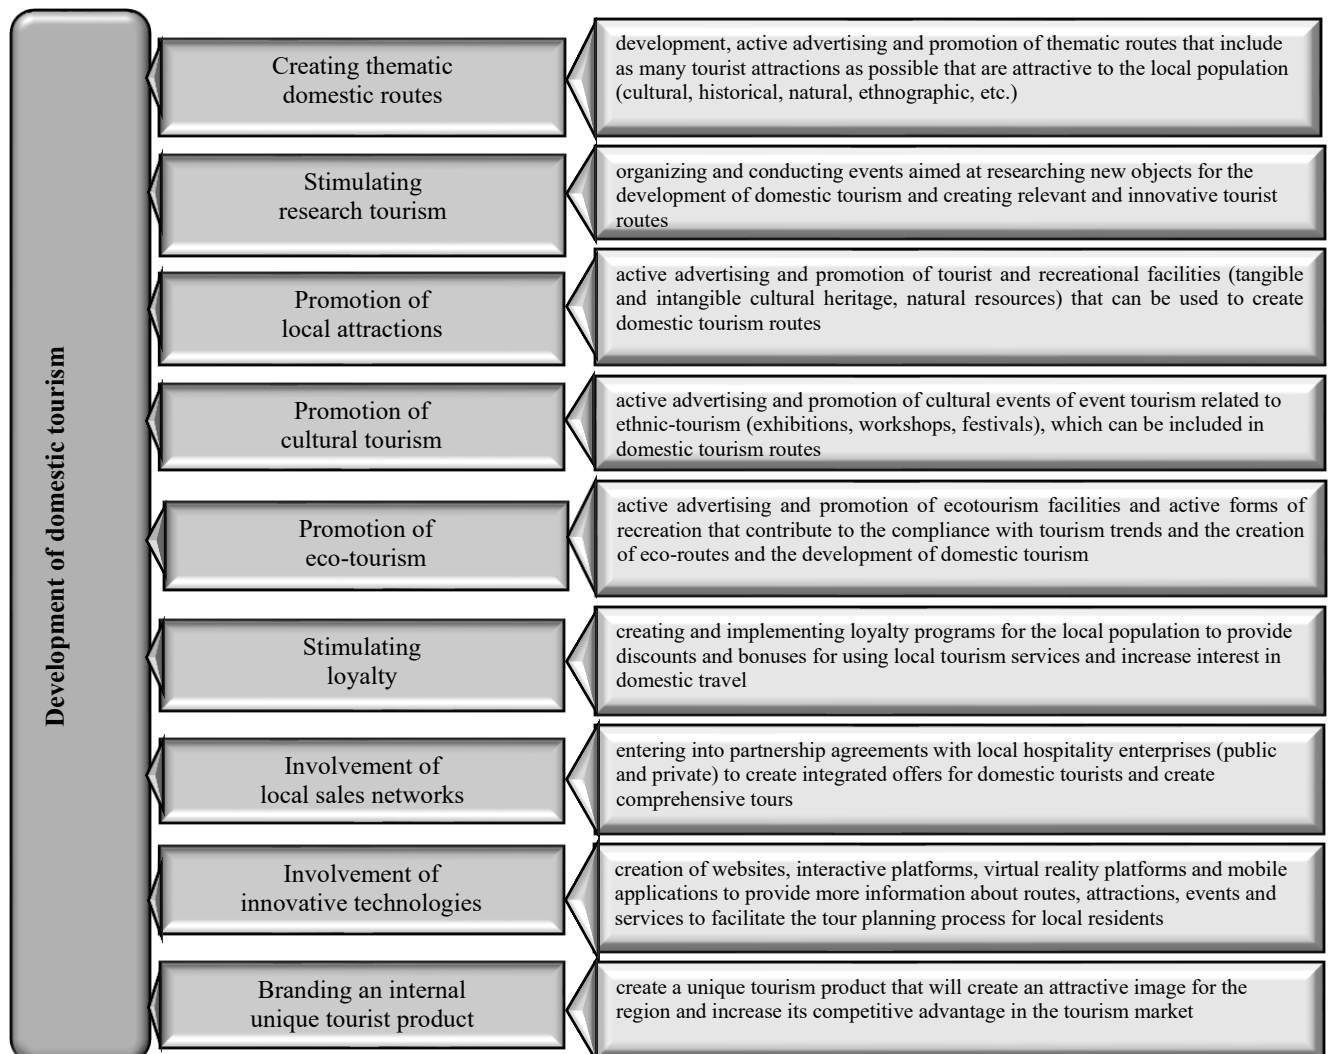 Development of domestic tourism
Creating thematic
domestic routes
development, active advertising and promotion of thematic routes that include
as many tourist attractions as possible that are attractive to the local population
(cultural, historical, natural, ethnographic, etc.)
Stimulating
research tourism
organizing and conducting events aimed at researching new objects for the
development of domestic tourism and creating relevant and innovative tourist
routes
Promotion of
local attractions
active advertising and promotion of tourist and recreational facilities (tangible
and intangible cultural heritage, natural resources) that can be used to create
domestic tourism routes
Promotion of
cultural tourism
active advertising and promotion of cultural events of event tourism related to
ethnic-tourism (exhibitions, workshops, festivals), which can be included in
domestic tourism routes
Promotion of
eco-tourism
active advertising and promotion of ecotourism facilities and active forms of
recreation that contribute to the compliance with tourism trends and the creation
of eco-routes and the development of domestic tourism
Stimulating
loyalty
creating and implementing loyalty programs for the local population to provide
discounts and bonuses for using local tourism services and increase interest in
domestic travel
Involvement of
local sales networks
entering into partnership agreements with local hospitality enterprises (public
and private) to create integrated offers for domestic tourists and create
comprehensive tours
Involvement of
innovative technologies
creation of websites, interactive platforms, virtual reality platforms and mobile
applications to provide more information about routes, attractions, events and
services to facilitate the tour planning process for local residents
Branding an internal
unique tourist product
create a unique tourism product that will create an attractive image for the
region and increase its competitive advantage in the tourism market